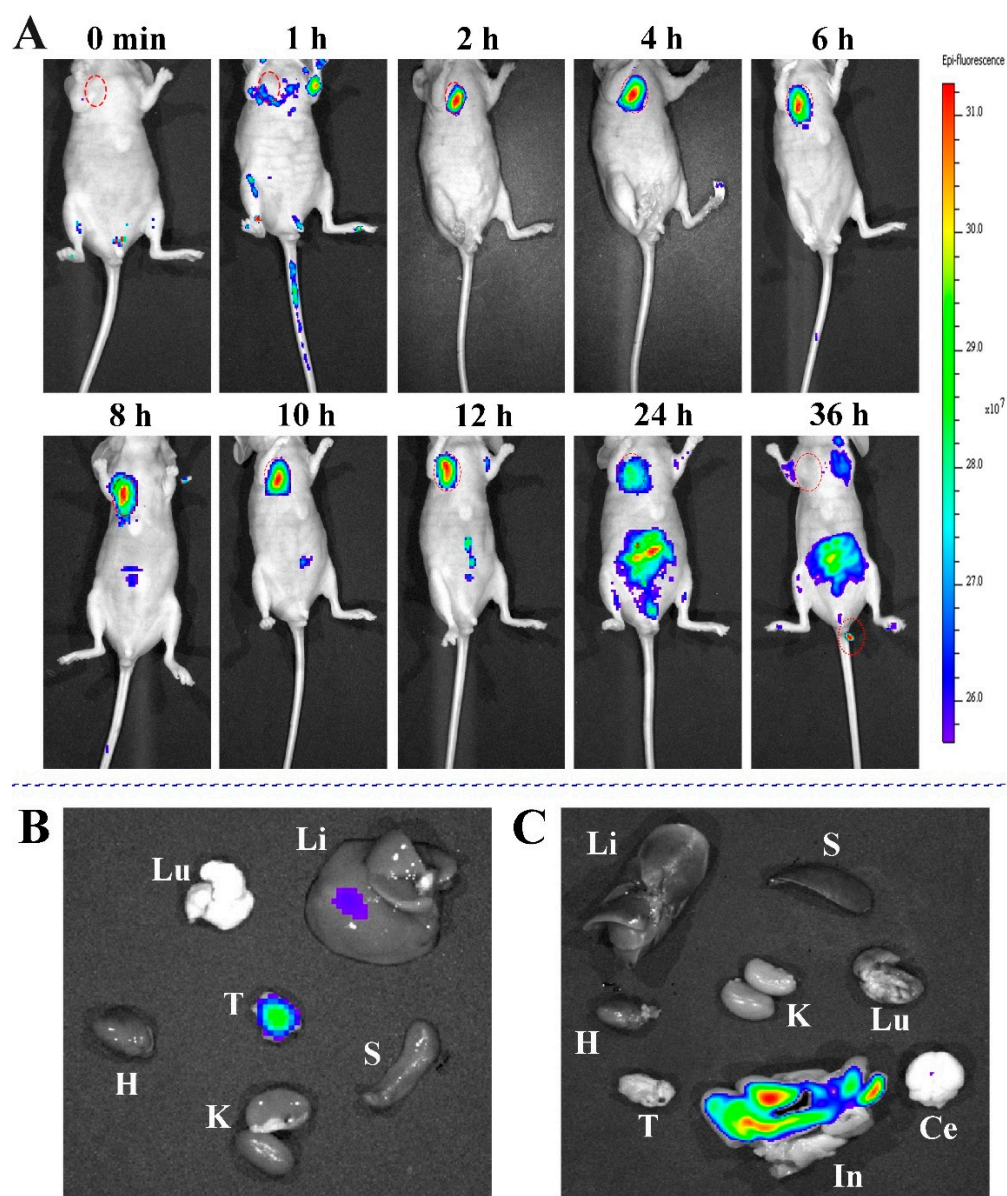 A
0 min
1 h
2 h
4 h
6 h
Epi-fluorescence
31.0
30.0
29.0
x10⁷
28.0
27.0
26.0
8 h
10 h
12 h
24 h
36 h
B
Lu
Li
T
H
S
K
C
Li
S
K
Lu
H
T
Ce
In